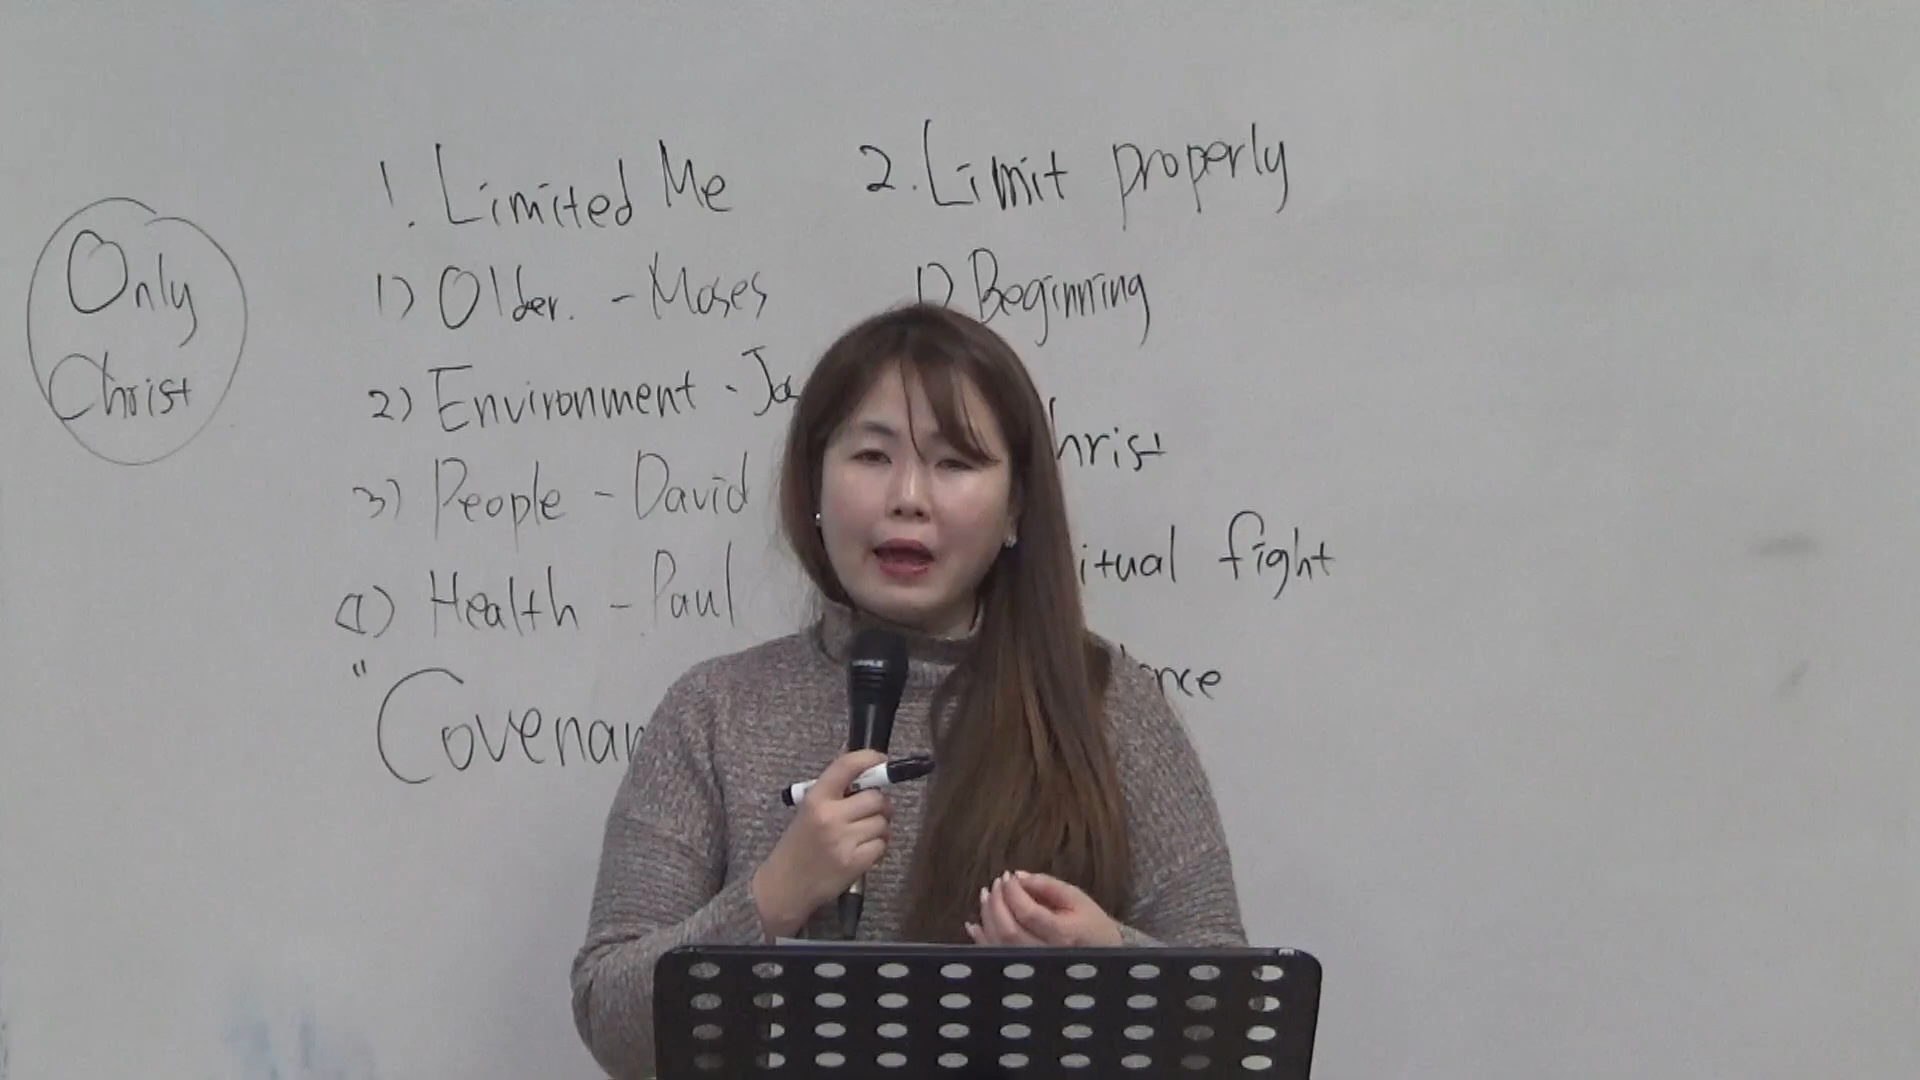 Only
Christ
1. Limited Me
1) Older. - Moses
2) Environment - Jo
3) People - David
4) Health - Paul
"
Covenan
2. Limit properly
1) Beginning
hrist
itual fight
nce